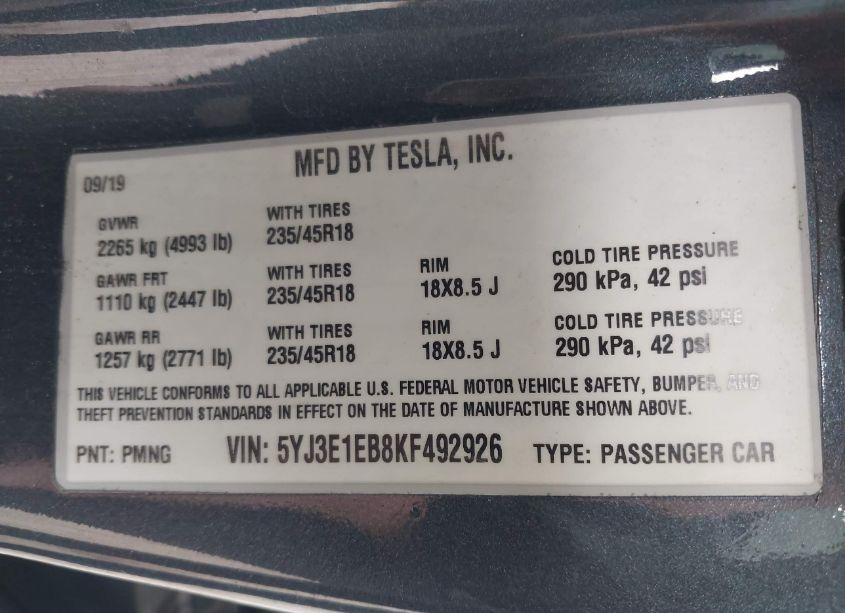 MFD BY TESLA, INC.
09/19
GVWR WITH TIRES
2265 kg (4993 lb) 235/45R18
GAWR FRT WITH TIRES RIM COLD TIRE PRESSURE
1110 kg (2447 lb) 235/45R18 18X8.5 J 290 kPa, 42 psi
GAWR RR WITH TIRES RIM COLD TIRE PRESSURE
1257 kg (2771 lb) 235/45R18 18X8.5 J 290 kPa, 42 psi
THIS VEHICLE CONFORMS TO ALL APPLICABLE U.S. FEDERAL MOTOR VEHICLE SAFETY, BUMPER, AND
THEFT PREVENTION STANDARDS IN EFFECT ON THE DATE OF MANUFACTURE SHOWN ABOVE.
PNT: PMNG VIN: 5YJ3E1EB8KF492926 TYPE: PASSENGER CAR